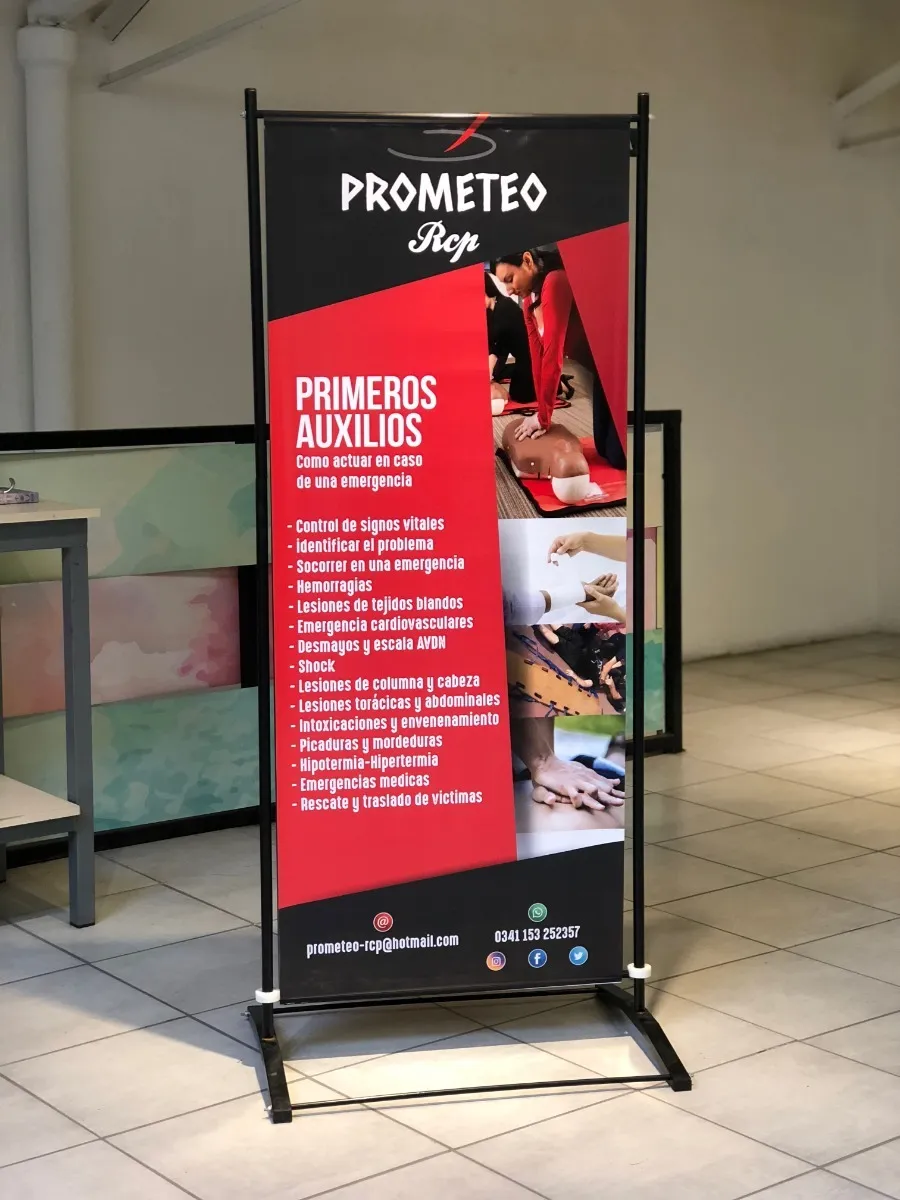 PROMETEO
Rcp
PRIMEROS
AUXILIOS
Como actuar en caso
de una emergencia
- Control de signos vitales
- identificar el problema
- Socorrer en una emergencia
- Hemorragias
- Lesiones de tejidos blandos
- Emergencia cardiovasculares
- Desmayos y escala AVDN
- Shock
- Lesiones de columna y cabeza
- Lesiones torácicas y abdominales
- Intoxicaciones y envenenamiento
- Picaduras y mordeduras
- Hipotermia-Hipertermia
- Emergencias medicas
- Rescate y traslado de victimas
@
prometeo-rcp@hotmail.com
0341 153 252357